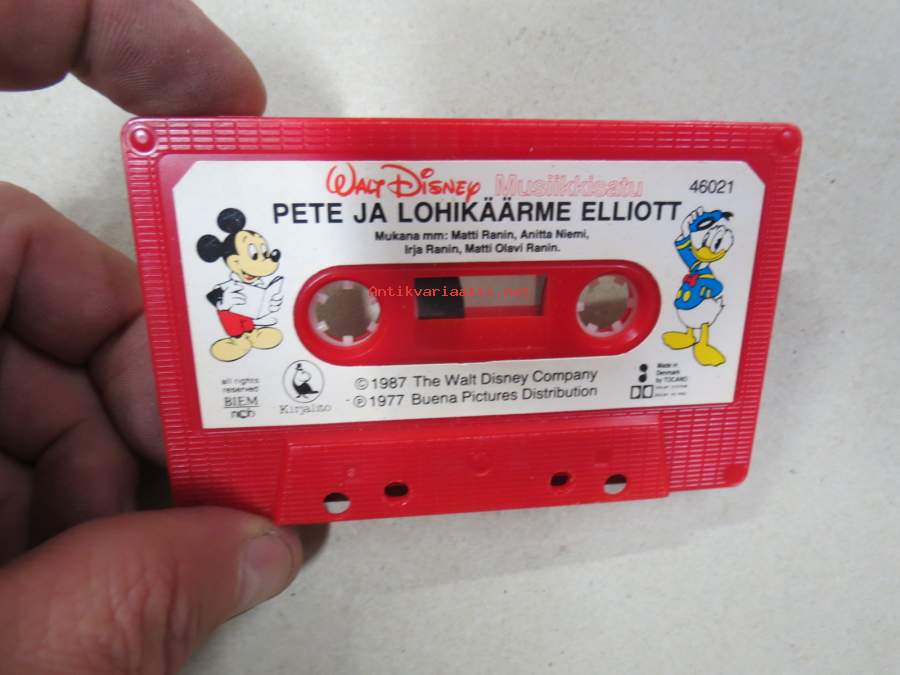 WALT DISNEY Musiikkisatu 46021
PETE JA LOHIKÄÄRME ELLIOTT
Mukana mm: Matti Ranin, Anitta Niemi,
Irja Ranin, Matti Olavi Ranin.
Antikvariaatti.net
all rights
reserved
BIEM
ncb
Kirjalito
©1987 The Walt Disney Company
℗1977 Buena Pictures Distribution
Made in
Denmark
by TOCANO
2